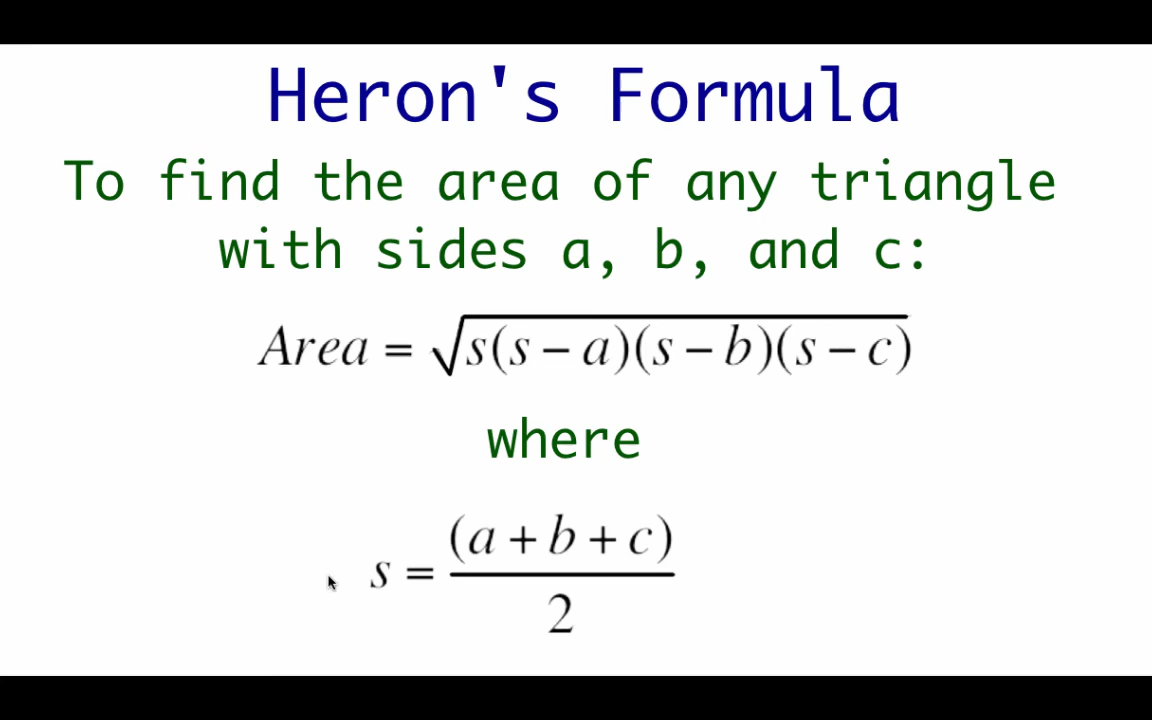 Heron's Formula
To find the area of any triangle
with sides a, b, and c:
Area = √s(s − a)(s − b)(s − c)
where
s = (a + b + c)
2